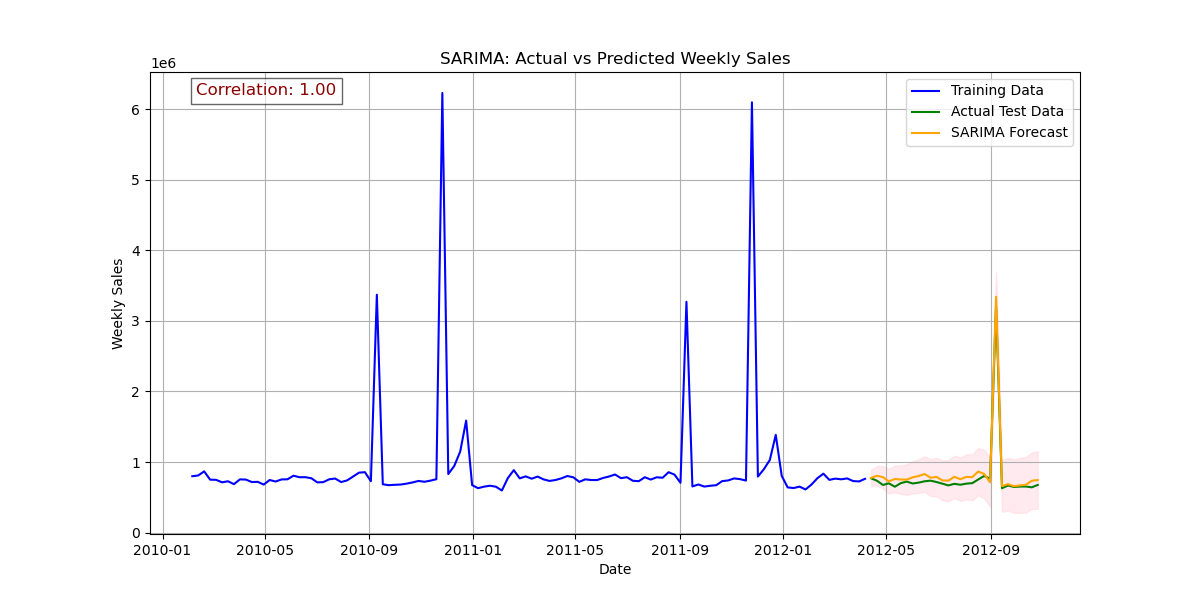 SARIMA: Actual vs Predicted Weekly Sales
1e6
Correlation: 1.00
Training Data
Actual Test Data
SARIMA Forecast
6
5
4
3
2
1
0
Weekly Sales
2010-01 2010-05 2010-09 2011-01 2011-05 2011-09 2012-01 2012-05 2012-09
Date